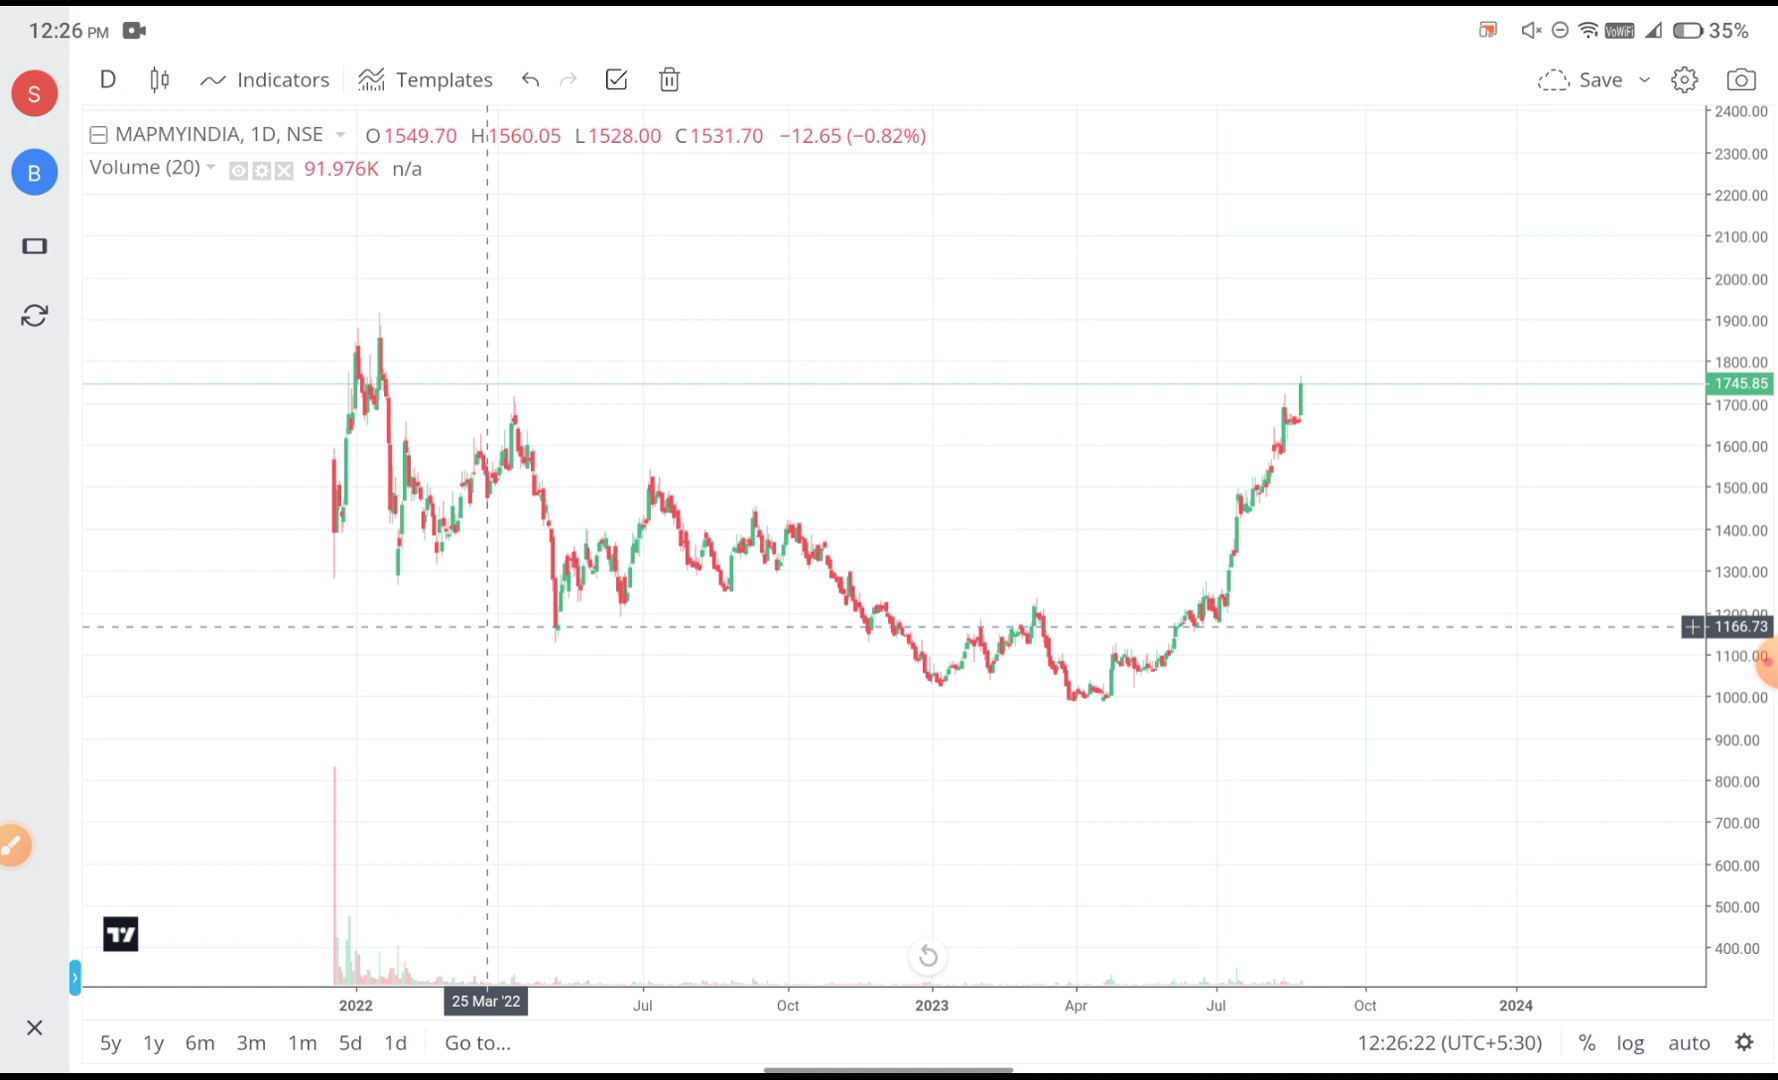 12:26 PM
VoWiFi 35%
S
D Indicators Templates Save
2400.00
MAPMYINDIA, 1D, NSE O1549.70 H1560.05 L1528.00 C1531.70 −12.65 (−0.82%)
2300.00
Volume (20) 91.976K n/a
B
2200.00
2100.00
2000.00
1900.00
1800.00
1745.85
1700.00
1600.00
1500.00
1400.00
1300.00
1200.00
1166.73
1100.00
1000.00
900.00
800.00
700.00
600.00
500.00
400.00
2022 25 Mar '22 Jul Oct 2023 Apr Jul Oct 2024
5y 1y 6m 3m 1m 5d 1d Go to... 12:26:22 (UTC+5:30) % log auto